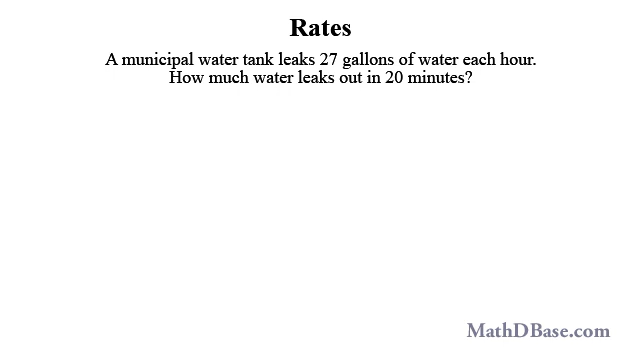 Rates
A municipal water tank leaks 27 gallons of water each hour.
How much water leaks out in 20 minutes?
MathDBase.com